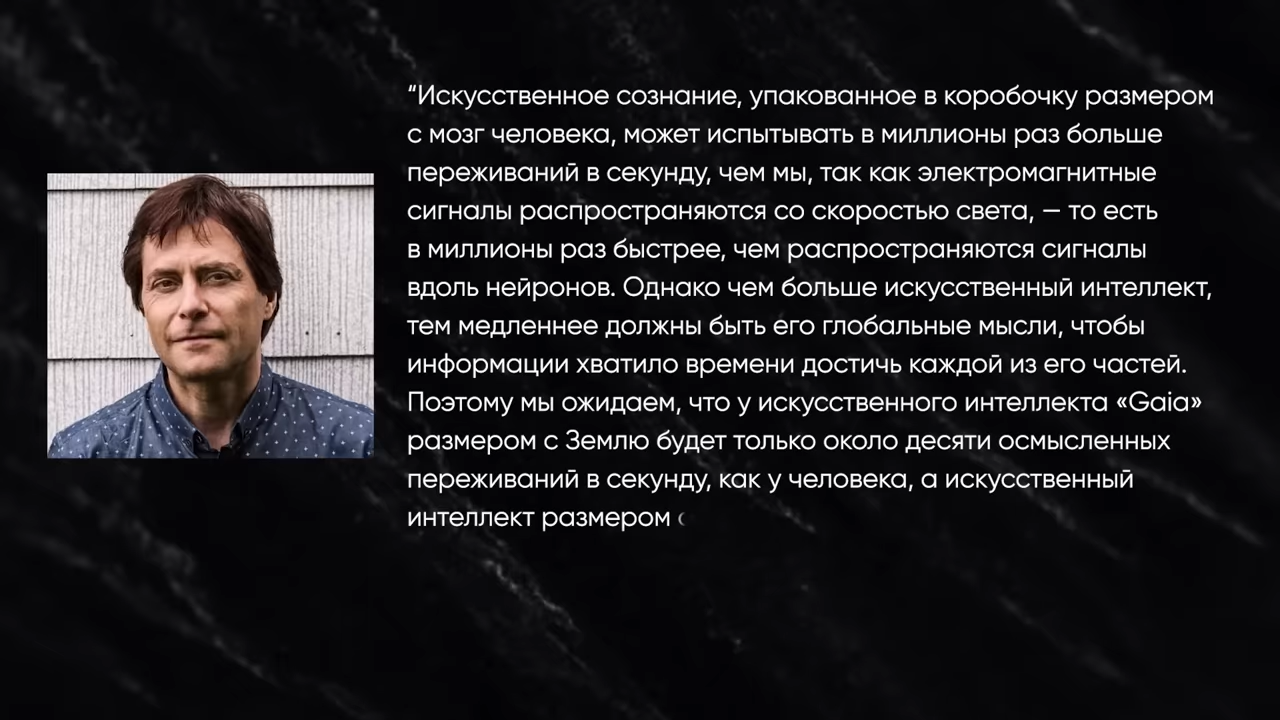 “Искусственное сознание, упакованное в коробочку размером
с мозг человека, может испытывать в миллионы раз больше
переживаний в секунду, чем мы, так как электромагнитные
сигналы распространяются со скоростью света, — то есть
в миллионы раз быстрее, чем распространяются сигналы
вдоль нейронов. Однако чем больше искусственный интеллект,
тем медленнее должны быть его глобальные мысли, чтобы
информации хватило времени достичь каждой из его частей.
Поэтому мы ожидаем, что у искусственного интеллекта «Gaia»
размером с Землю будет только около десяти осмысленных
переживаний в секунду, как у человека, а искусственный
интеллект размером